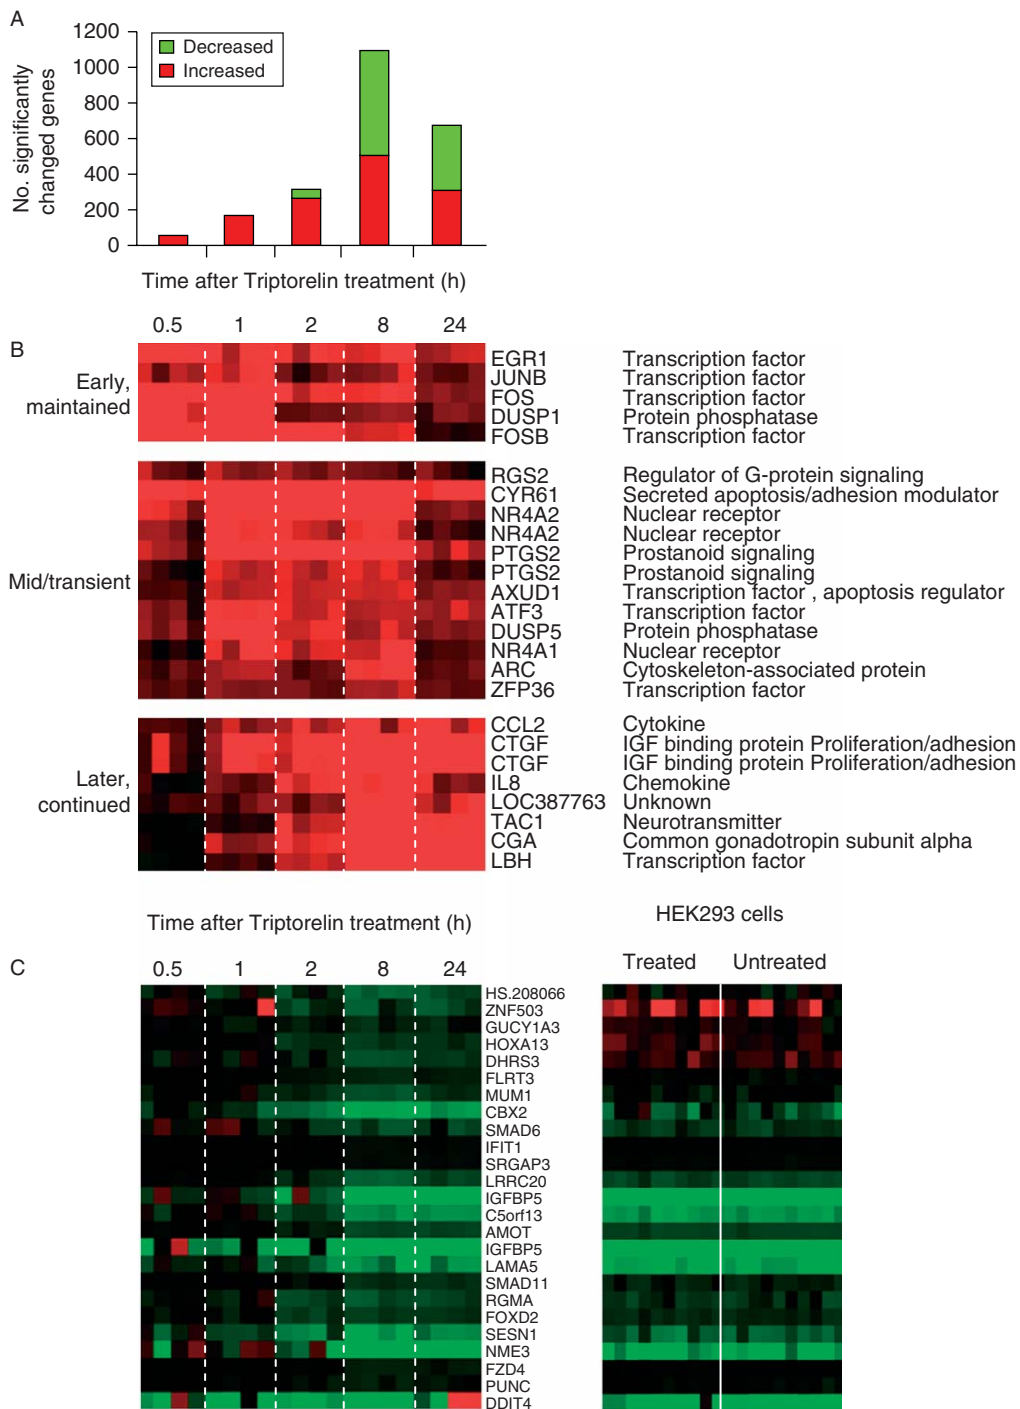 A
1200
1000
800
600
400
200
0
No. significantly
changed genes
Decreased
Increased
Time after Triptorelin treatment (h)
0.5 1 2 8 24
B
Early,
maintained
EGR1 Transcription factor
JUNB Transcription factor
FOS Transcription factor
DUSP1 Protein phosphatase
FOSB Transcription factor
Mid/transient
RGS2 Regulator of G-protein signaling
CYR61 Secreted apoptosis/adhesion modulator
NR4A2 Nuclear receptor
NR4A2 Nuclear receptor
PTGS2 Prostanoid signaling
PTGS2 Prostanoid signaling
AXUD1 Transcription factor , apoptosis regulator
ATF3 Transcription factor
DUSP5 Protein phosphatase
NR4A1 Nuclear receptor
ARC Cytoskeleton-associated protein
ZFP36 Transcription factor
Later,
continued
CCL2 Cytokine
CTGF IGF binding protein Proliferation/adhesion
CTGF IGF binding protein Proliferation/adhesion
IL8 Chemokine
LOC387763 Unknown
TAC1 Neurotransmitter
CGA Common gonadotropin subunit alpha
LBH Transcription factor
Time after Triptorelin treatment (h)
HEK293 cells
C
0.5 1 2 8 24
Treated Untreated
HS.208066
ZNF503
GUCY1A3
HOXA13
DHRS3
FLRT3
MUM1
CBX2
SMAD6
IFIT1
SRGAP3
LRRC20
IGFBP5
C5orf13
AMOT
IGFBP5
LAMA5
SMAD11
RGMA
FOXD2
SESN1
NME3
FZD4
PUNC
DDIT4